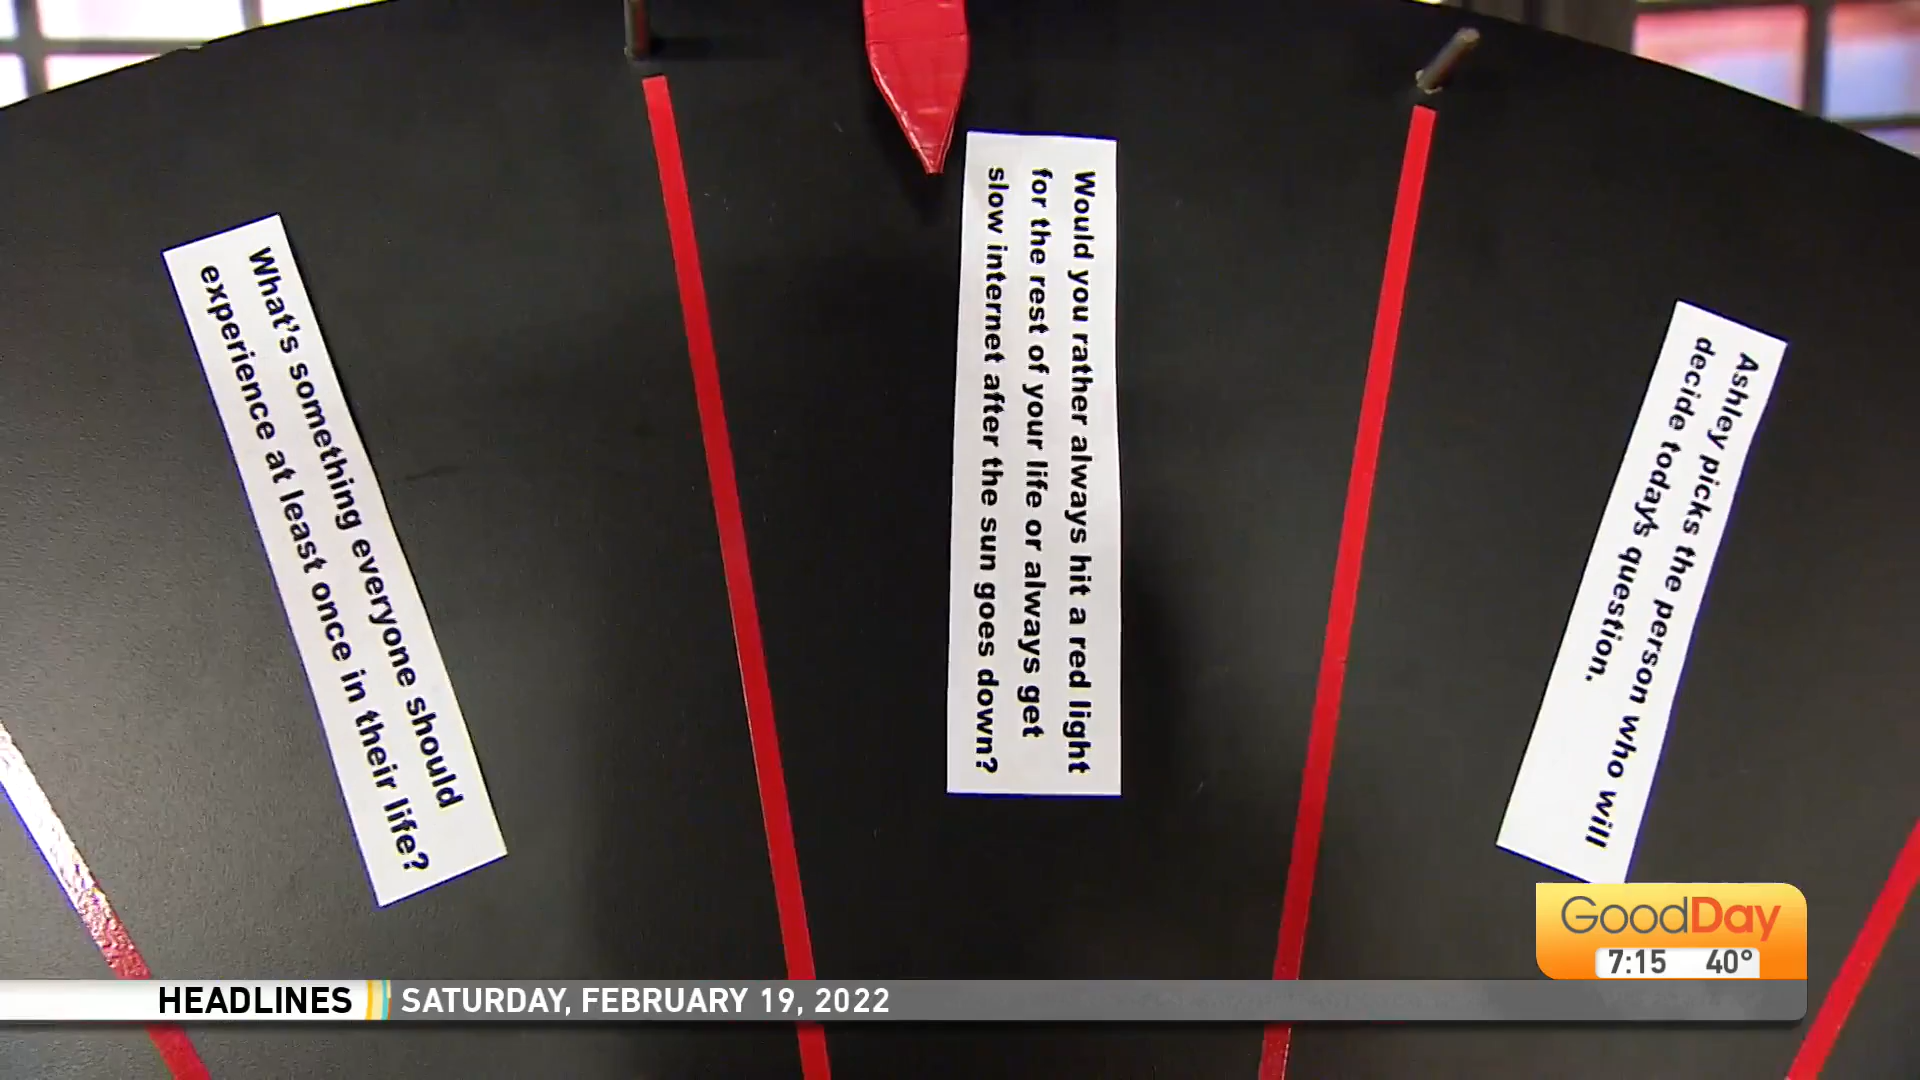 What's something everyone should
experience at least once in their life?
Would you rather always hit a red light
for the rest of your life or always get
slow internet after the sun goes down?
Ashley picks the person who will
decide today's question.
GoodDay
7:15 40°
HEADLINES SATURDAY, FEBRUARY 19, 2022